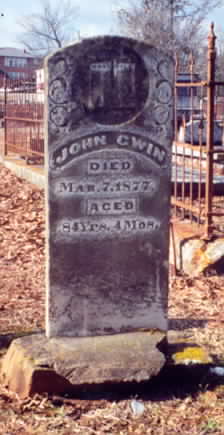 JOHN GWIN
DIED
MAR. 7, 1877.
AGED
84 YRS. 4 MOS.